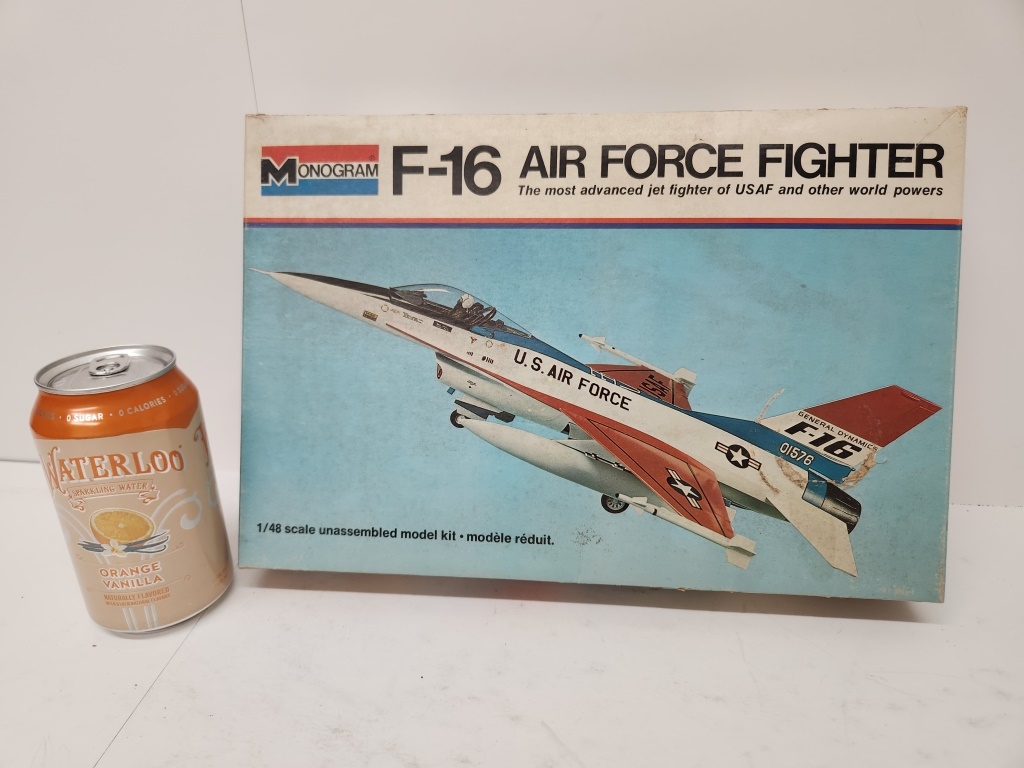 MONOGRAM
F-16 AIR FORCE FIGHTER
The most advanced jet fighter of USAF and other world powers
U.S. AIR FORCE
GENERAL DYNAMICS
F-16
01576
1/48 scale unassembled model kit • modèle réduit.
0 SUGAR • 0 CALORIES •
WATERLOO
SPARKLING WATER
ORANGE
VANILLA
NATURALLY FLAVORED